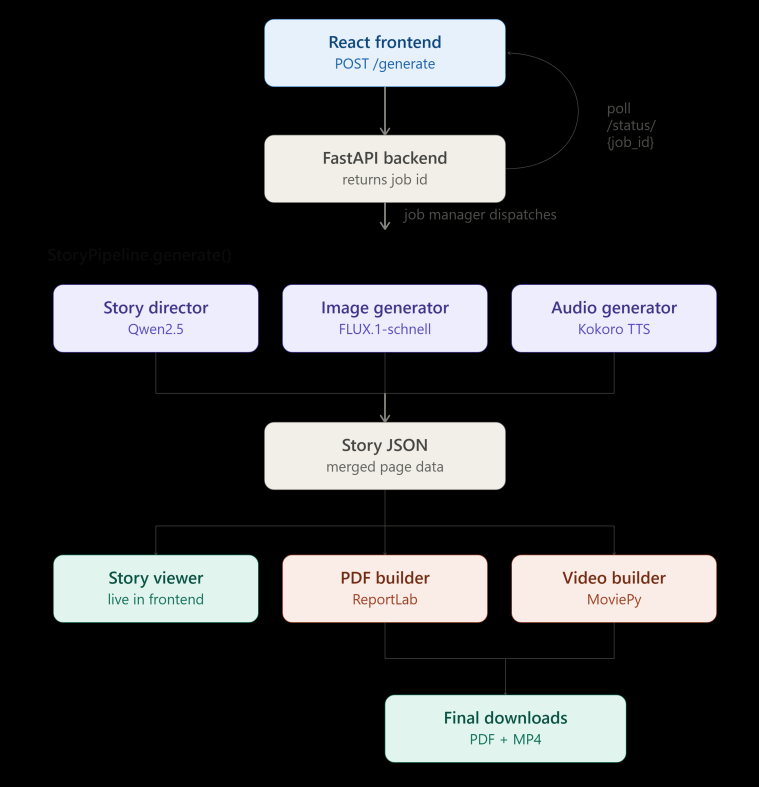 React frontend
POST /generate
poll
/status/
{job_id}
FastAPI backend
returns job id
job manager dispatches
StoryPipeline.generate()
Story director
Qwen2.5
Image generator
FLUX.1-schnell
Audio generator
Kokoro TTS
Story JSON
merged page data
Story viewer
live in frontend
PDF builder
ReportLab
Video builder
MoviePy
Final downloads
PDF + MP4